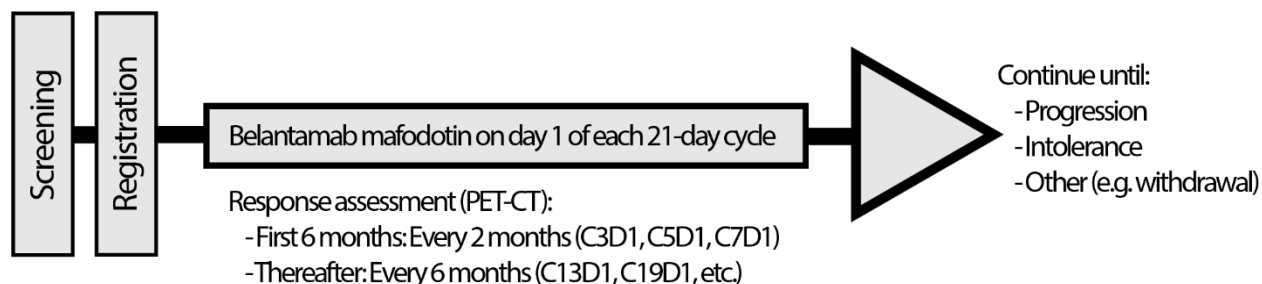 Screening
Registration
Belantamab mafodotin on day 1 of each 21-day cycle
Response assessment (PET-CT):
-First 6 months: Every 2 months (C3D1, C5D1, C7D1)
-Thereafter: Every 6 months (C13D1, C19D1, etc.)
Continue until:
-Progression
-Intolerance
-Other (e.g. withdrawal)